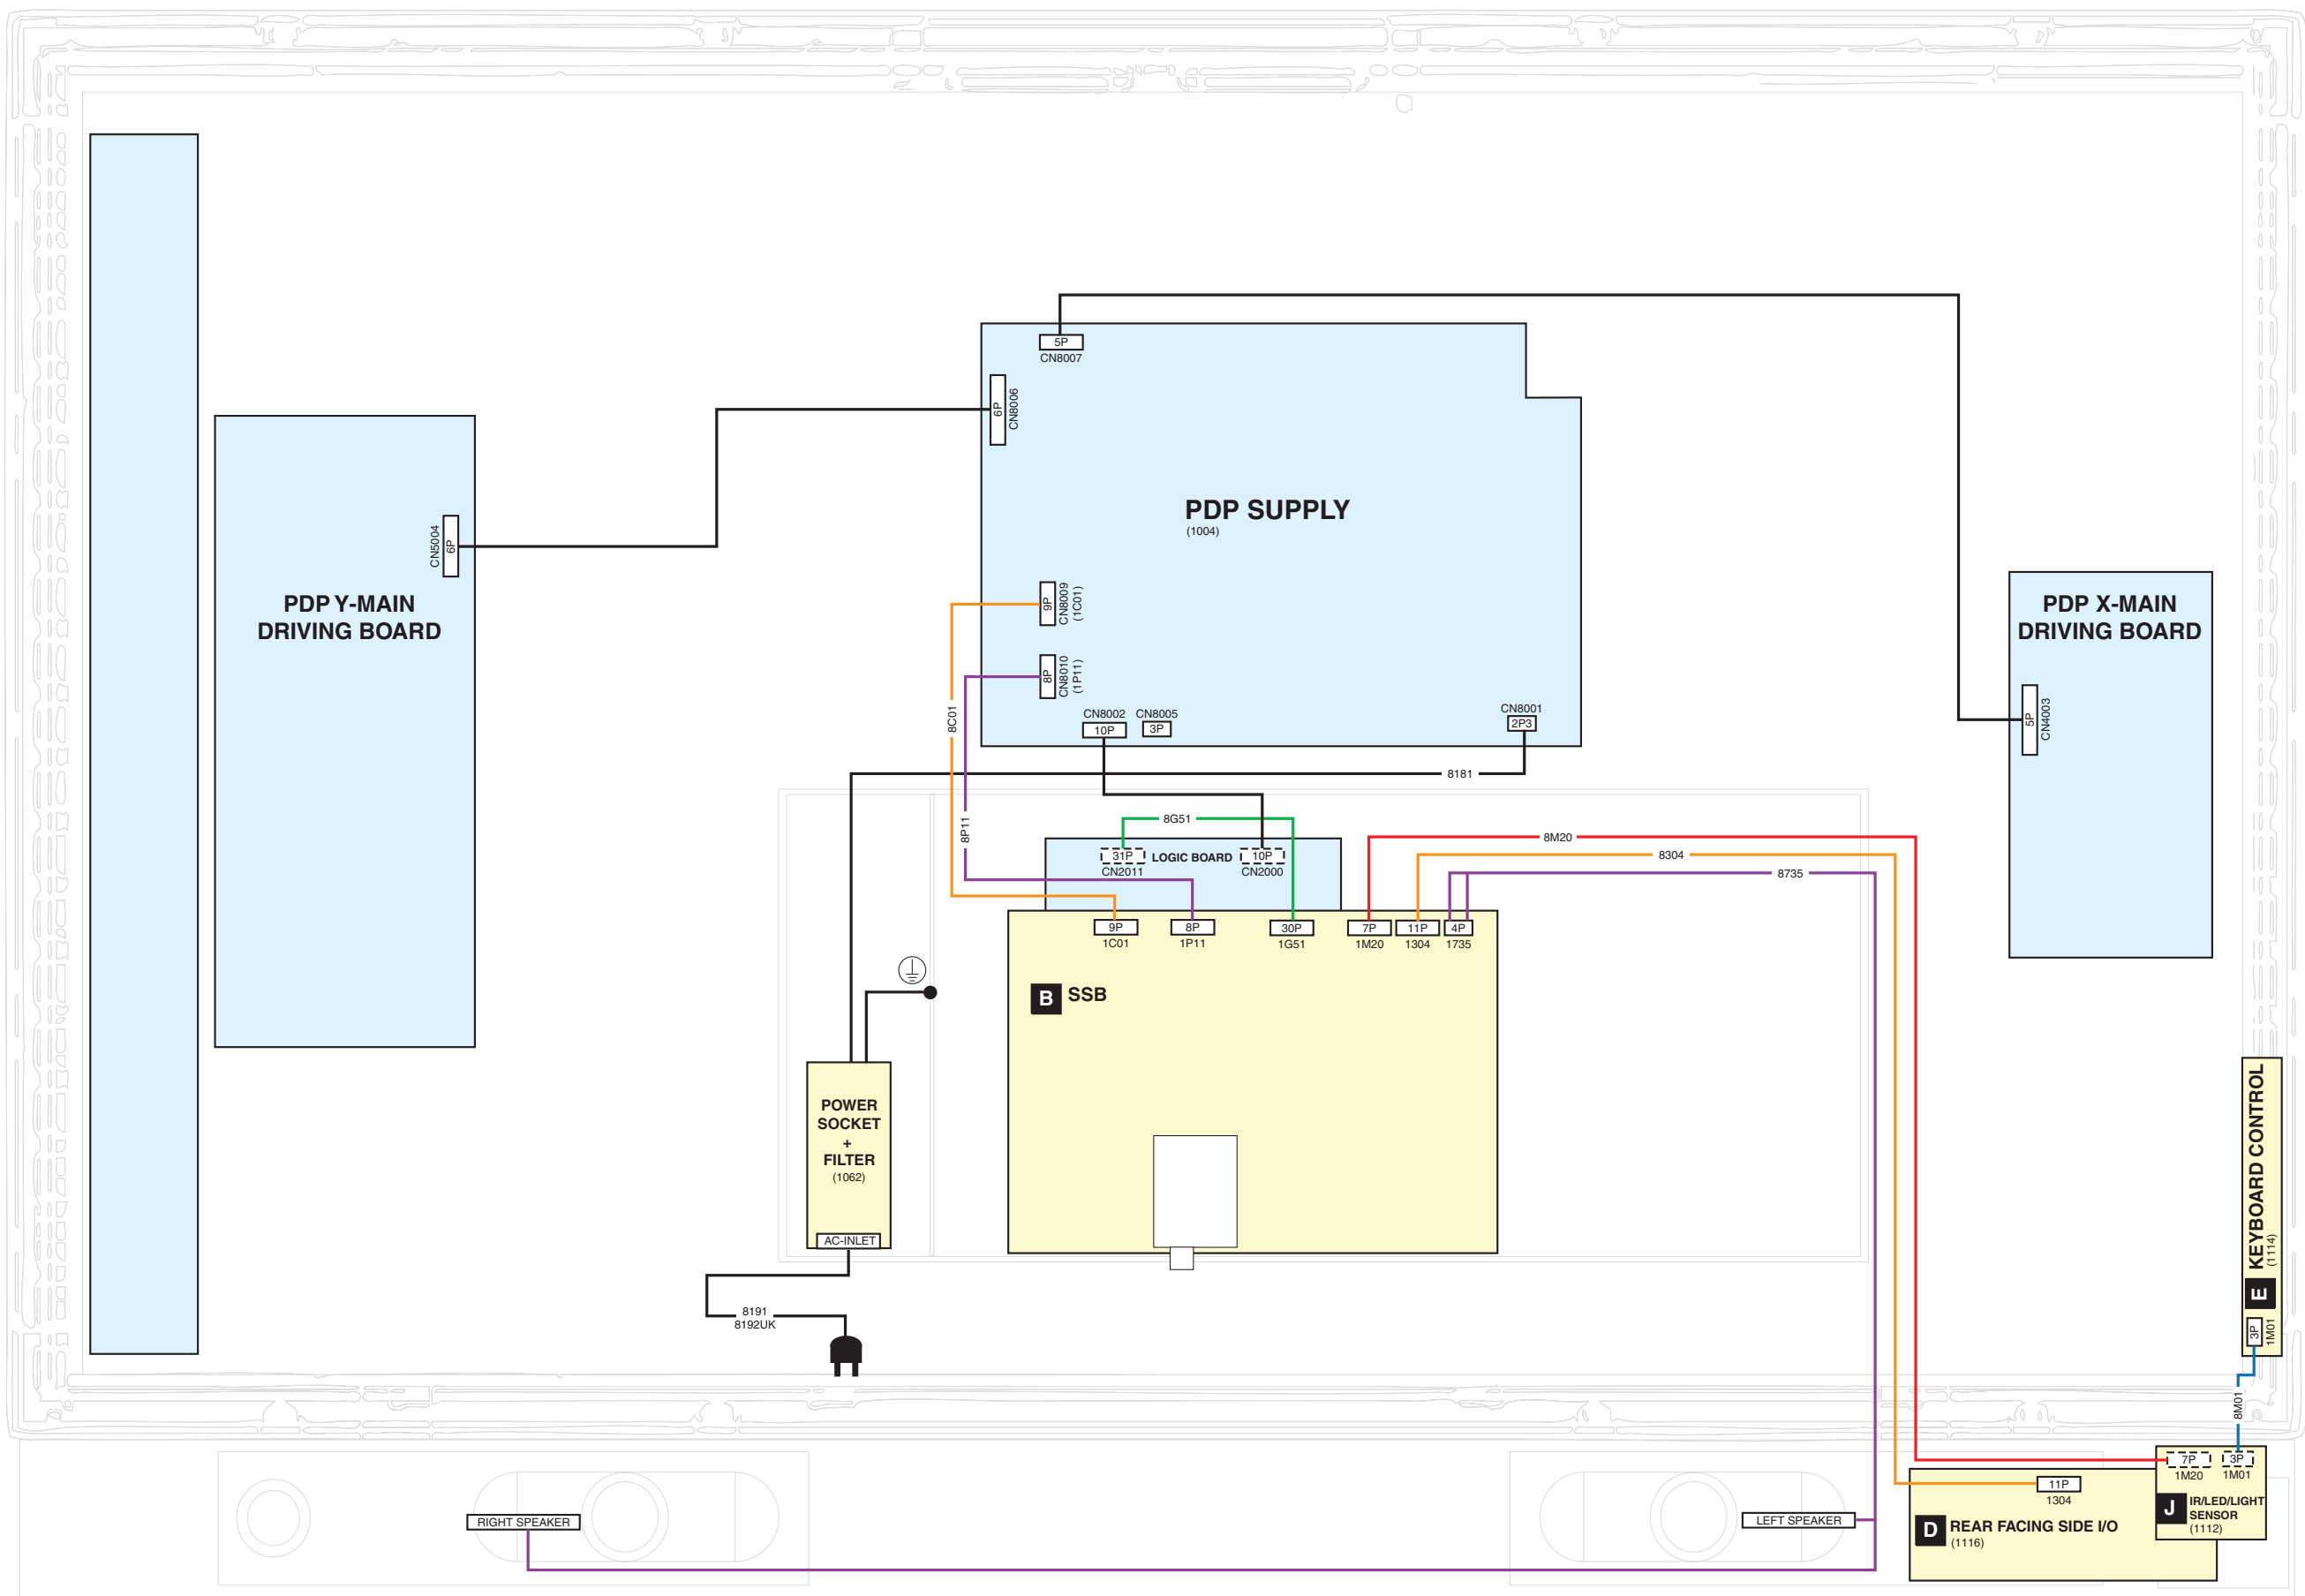 5P
CN8007
6P
CN8006
PDP SUPPLY
(1004)
CN5004
6P
PDP Y-MAIN
DRIVING BOARD
9P
CN8009
(1C01)
8P
CN8010
(1P11)
PDP X-MAIN
DRIVING BOARD
5P
CN4003
CN8002
10P
CN8005
3P
CN8001
2P3
8C01
8181
8P11
8G51
31P
CN2011
LOGIC BOARD
10P
CN2000
8M20
8304
8735
9P
1C01
8P
1P11
30P
1G51
7P
1M20
11P
1304
4P
1735
B SSB
POWER
SOCKET
+
FILTER
(1062)
AC-INLET
8191
8192UK
KEYBOARD CONTROL
(1114)
E
3P
1M01
8M01
7P
1M20
3P
1M01
11P
1304
J IR/LED/LIGHT
SENSOR
(1112)
D REAR FACING SIDE I/O
(1116)
RIGHT SPEAKER
LEFT SPEAKER